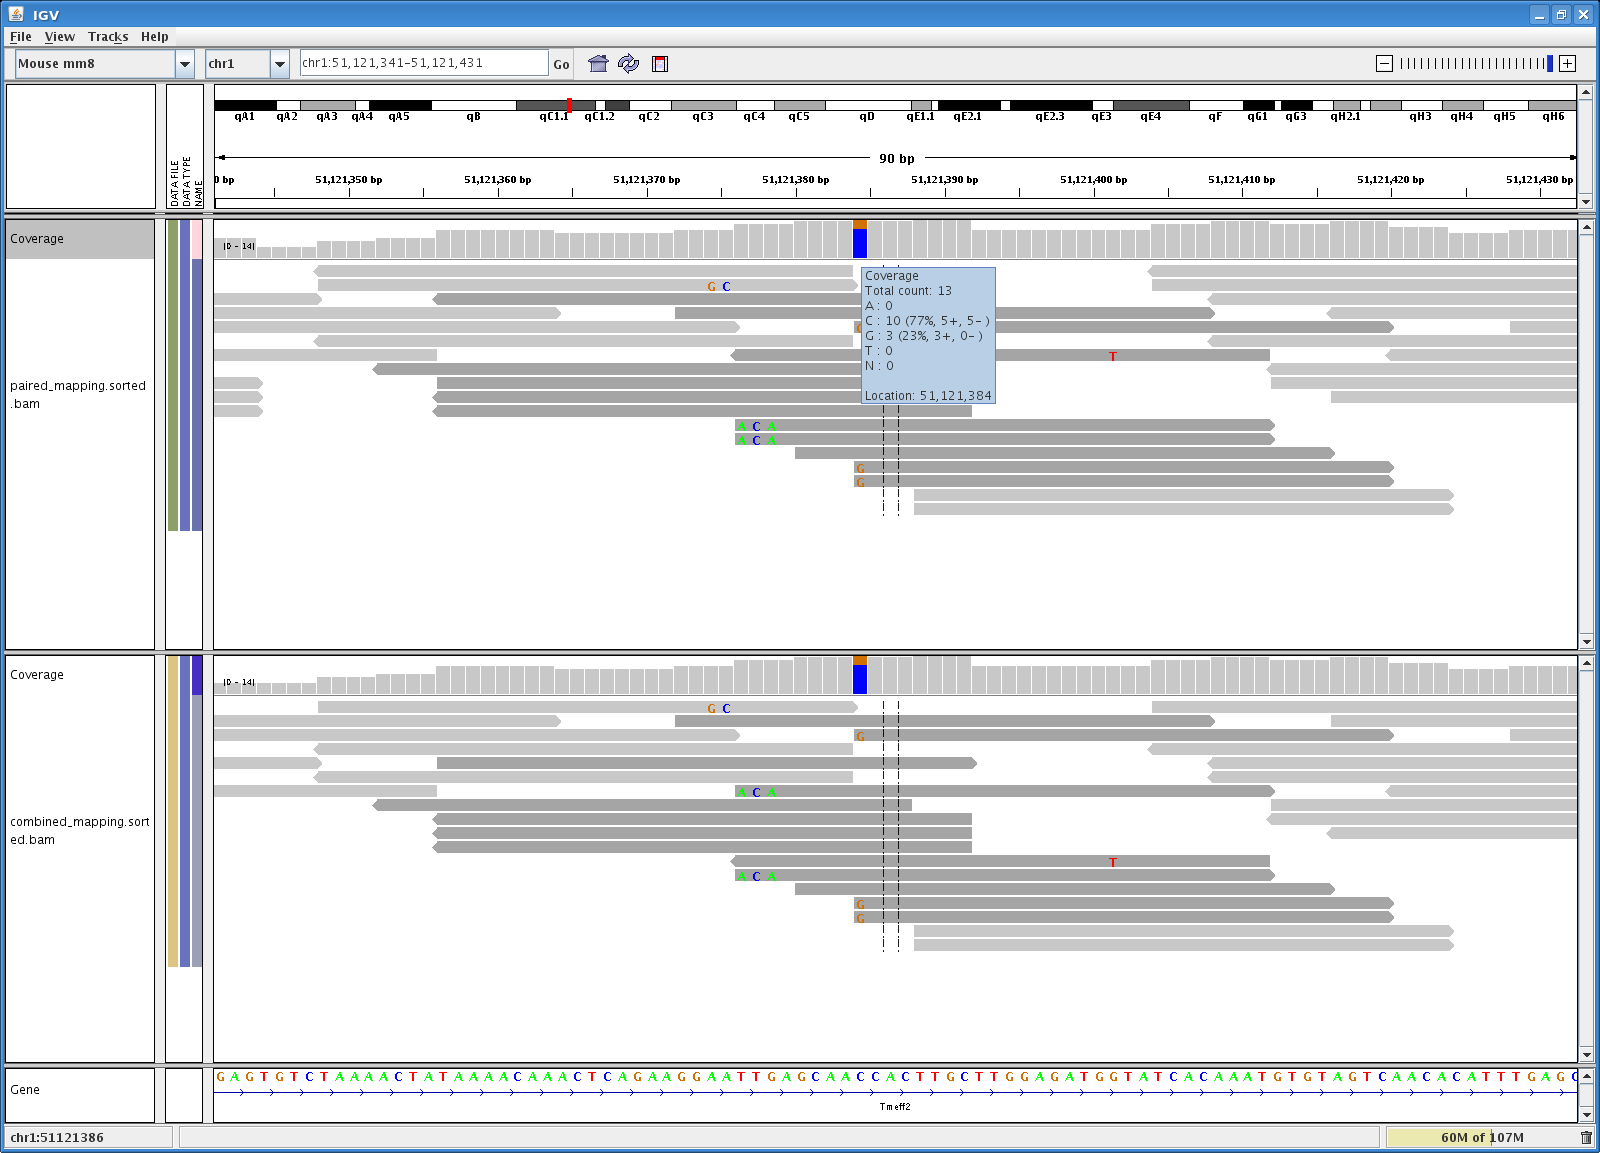 IGV
File View Tracks Help
Mouse mm8 chr1 chr1:51,121,341-51,121,431 Go
qA1 qA2 qA3 qA4 qA5 qB qC1.1 qC1.2 qC2 qC3 qC4 qC5 qD qE1.1 qE2.1 qE2.3 qE3 qE4 qF qG1 qG3 qH2.1 qH3 qH4 qH5 qH6
90 bp
DATA FILE
DATA TYPE
NAME
0 bp 51,121,350 bp 51,121,360 bp 51,121,370 bp 51,121,380 bp 51,121,390 bp 51,121,400 bp 51,121,410 bp 51,121,420 bp 51,121,430 bp
Coverage
[0 - 14]
G C
Coverage
Total count: 13
A : 0
C : 10 (77%, 5+, 5- )
G : 3 (23%, 3+, 0- )
T : 0
N : 0
Location: 51,121,384
G
T
paired_mapping.sorted
.bam
A C A
A C A
G
G
Coverage
[0 - 14]
G C
G
A C A
combined_mapping.sort
ed.bam
T
A C A
G
G
Gene
G A G T G T C T A A A A C T A T A A A A C A A A C T C A G A A G G A A T T G A G C A A C C A C T T G C T T G G A G A T G G T A T C A C A A A T G T G T A G T C A A C A C A T T T G A G C
Tmeff2
chr1:51121386
60M of 107M